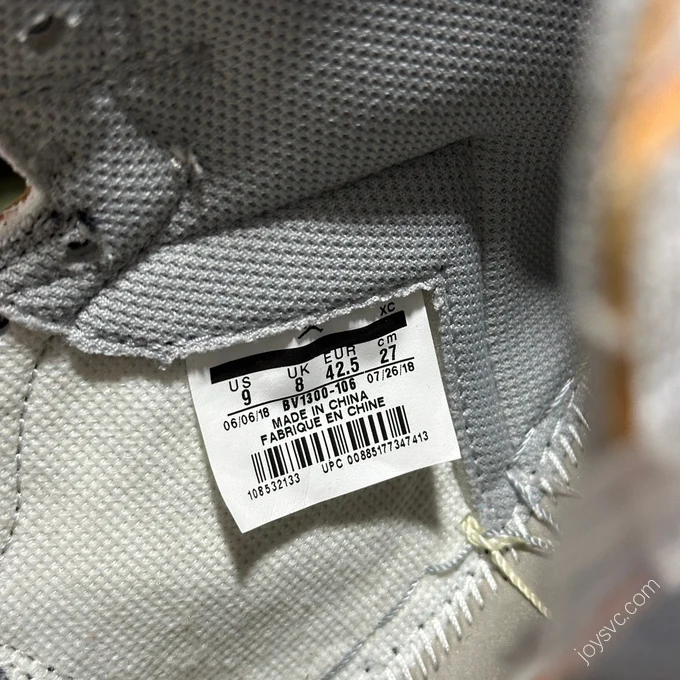 XC
US UK EUR cm
9 8 42.5 27
06/06/18 BV1300-106 07/26/18
MADE IN CHINA
FABRIQUE EN CHINE
108532133 UPC 00885177347413
joysvc.com